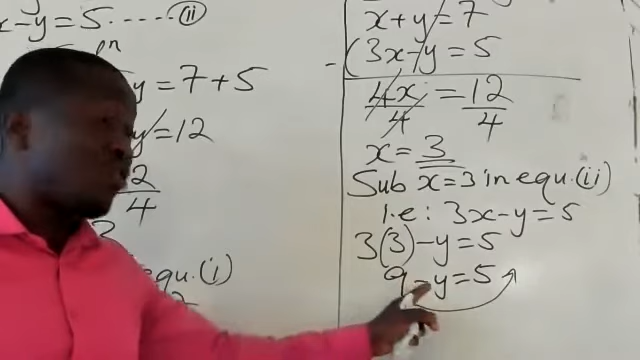 x-y=5.....(ii)
y=7+5
y=12
2
4
equ.(i)
x+y=7
-(3x-y=5
4x=12
4 4
x=3
Sub x=3 in equ.(ii)
i.e: 3x-y=5
3(3)-y=5
9-y=5